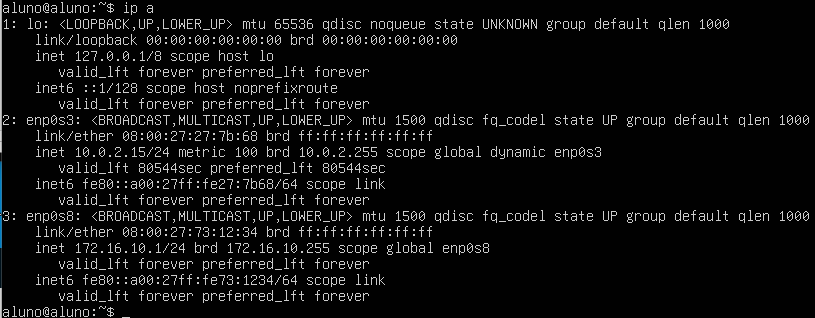 aluno@aluno:~$ ip a
1: lo: <LOOPBACK,UP,LOWER_UP> mtu 65536 qdisc noqueue state UNKNOWN group default qlen 1000
    link/loopback 00:00:00:00:00:00 brd 00:00:00:00:00:00
    inet 127.0.0.1/8 scope host lo
       valid_lft forever preferred_lft forever
    inet6 ::1/128 scope host noprefixroute
       valid_lft forever preferred_lft forever
2: enp0s3: <BROADCAST,MULTICAST,UP,LOWER_UP> mtu 1500 qdisc fq_codel state UP group default qlen 1000
    link/ether 08:00:27:27:7b:68 brd ff:ff:ff:ff:ff:ff
    inet 10.0.2.15/24 metric 100 brd 10.0.2.255 scope global dynamic enp0s3
       valid_lft 80544sec preferred_lft 80544sec
    inet6 fe80::a00:27ff:fe27:7b68/64 scope link
       valid_lft forever preferred_lft forever
3: enp0s8: <BROADCAST,MULTICAST,UP,LOWER_UP> mtu 1500 qdisc fq_codel state UP group default qlen 1000
    link/ether 08:00:27:73:12:34 brd ff:ff:ff:ff:ff:ff
    inet 172.16.10.1/24 brd 172.16.10.255 scope global enp0s8
       valid_lft forever preferred_lft forever
    inet6 fe80::a00:27ff:fe73:1234/64 scope link
       valid_lft forever preferred_lft forever
aluno@aluno:~$ _